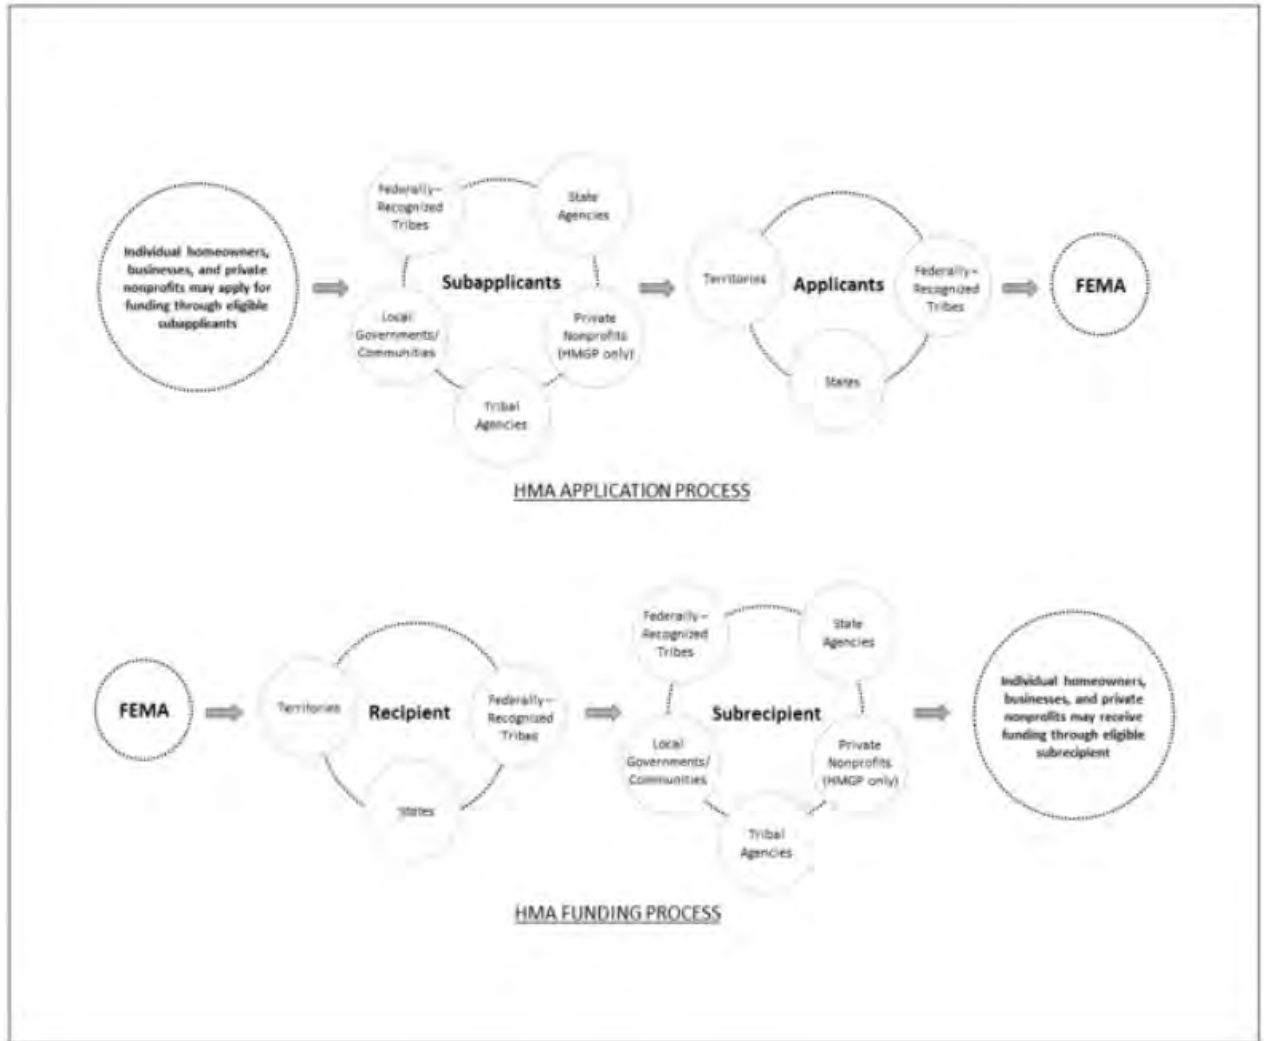 Individual homeowners,
businesses, and private
nonprofits may apply for
funding through eligible
subapplicants
Federally–
Recognized
Tribes
State
Agencies
Subapplicants
Local
Governments/
Communities
Private
Nonprofits
(HMGP only)
Tribal
Agencies
Territories
Applicants
Federally–
Recognized
Tribes
States
FEMA
HMA APPLICATION PROCESS
FEMA
Territories
Recipient
Federally–
Recognized
Tribes
States
Federally–
Recognized
Tribes
State
Agencies
Subrecipient
Local
Governments/
Communities
Private
Nonprofits
(HMGP only)
Tribal
Agencies
Individual homeowners,
businesses, and private
nonprofits may receive
funding through eligible
subrecipient
HMA FUNDING PROCESS